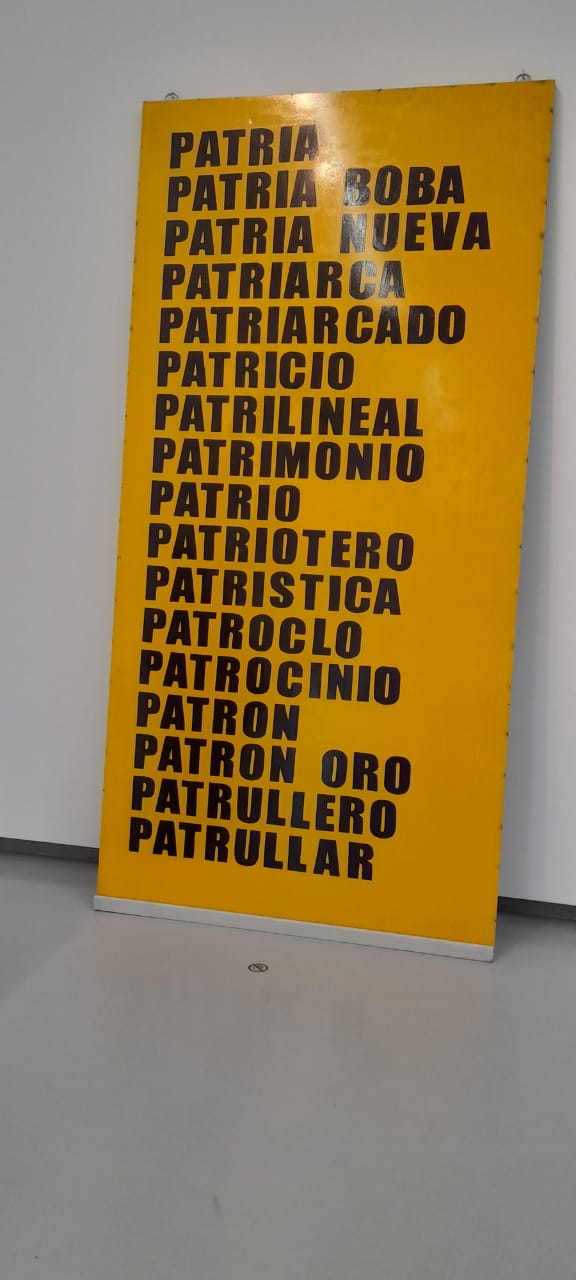 PATRIA
PATRIA BOBA
PATRIA NUEVA
PATRIARCA
PATRIARCADO
PATRICIO
PATRILINEAL
PATRIMONIO
PATRIO
PATRIOTERO
PATRISTICA
PATROCLO
PATROCINIO
PATRON
PATRON ORO
PATRULLERO
PATRULLAR